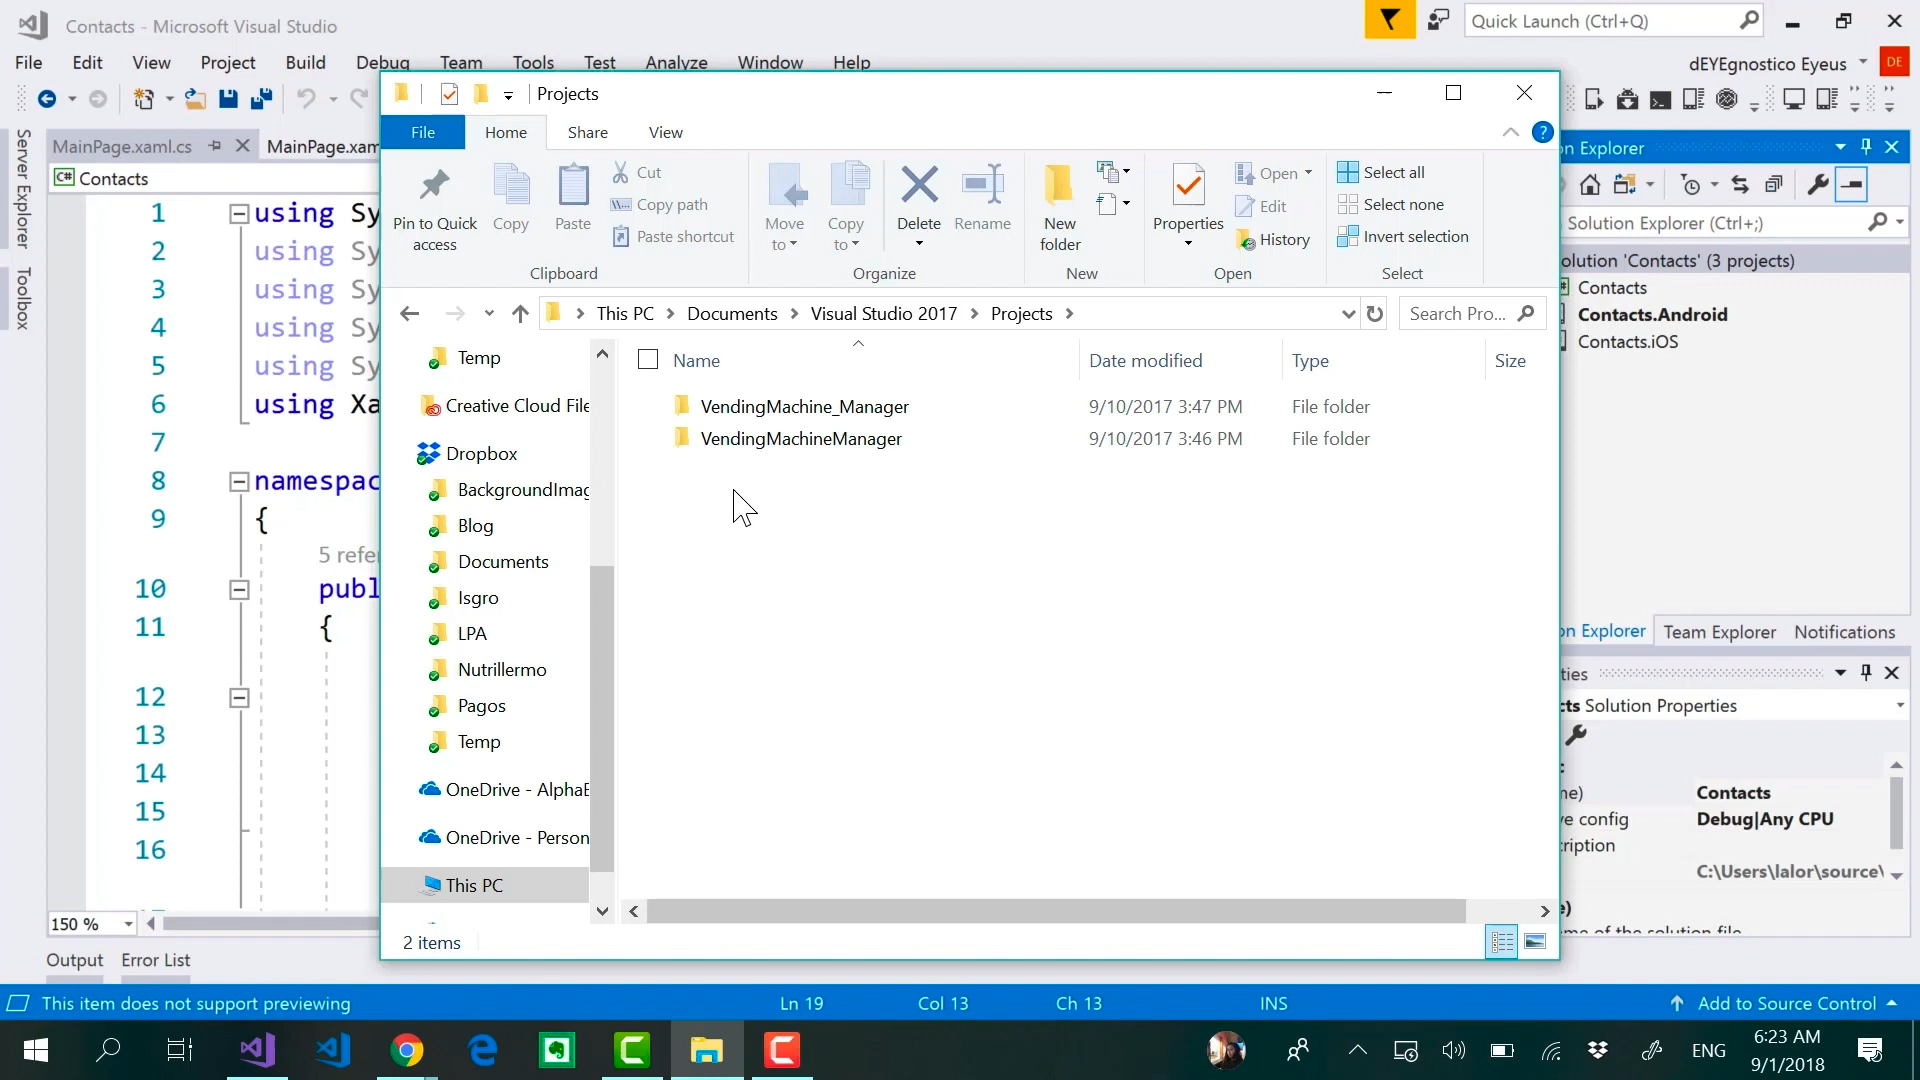 Contacts - Microsoft Visual Studio
Quick Launch (Ctrl+Q)
File Edit View Project Build Debug Team Tools Test Analyze Window Help
dEYEgnostico Eyeus
DE
Server Explorer
Toolbox
MainPage.xaml.cs
MainPage.xam
C# Contacts
1 using Sy
2 using Sy
3 using Sy
4 using Sy
5 using Sy
6 using Xa
7
8 namespac
9 {
5 refe
10 publ
11 {
12
13
14
15
16
150 %
Output Error List
Projects
File Home Share View
Pin to Quick access
Copy
Paste
Cut
Copy path
Paste shortcut
Clipboard
Move to
Copy to
Delete
Rename
Organize
New folder
New
Properties
Open
Edit
History
Open
Select all
Select none
Invert selection
Select
This PC > Documents > Visual Studio 2017 > Projects >
Search Pro...
Temp
Creative Cloud File
Dropbox
BackgroundImag
Blog
Documents
Isgro
LPA
Nutrillermo
Pagos
Temp
OneDrive - AlphaE
OneDrive - Person
This PC
Name Date modified Type Size
VendingMachine_Manager 9/10/2017 3:47 PM File folder
VendingMachineManager 9/10/2017 3:46 PM File folder
2 items
on Explorer
Solution Explorer (Ctrl+;)
olution 'Contacts' (3 projects)
Contacts
Contacts.Android
Contacts.iOS
on Explorer Team Explorer Notifications
ties
cts Solution Properties
ne) Contacts
ve config Debug|Any CPU
cription
C:\Users\lalor\source\
e)
me of the solution file
This item does not support previewing
Ln 19 Col 13 Ch 13 INS
Add to Source Control
ENG
6:23 AM
9/1/2018